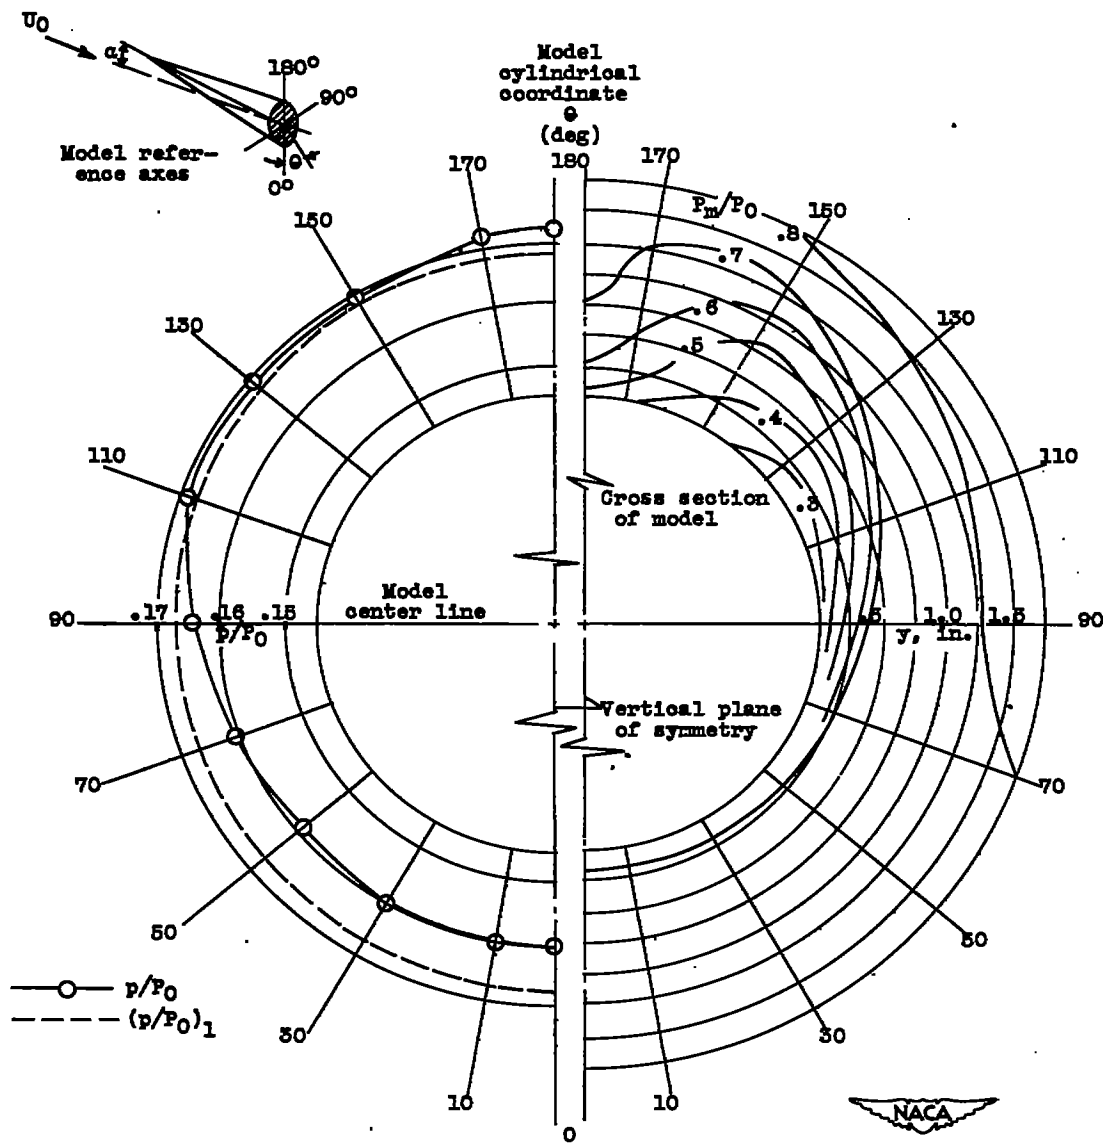 U0
α
180°
90°
Model refer-
ence axes
θ
0°
Model
cylindrical
coordinate
θ
(deg)
180
170
170
150
150
Pm/P0
.8
.7
.6
.5
.4
.3
130
130
110
110
Cross section
of model
Model
center line
90
.17
.16
.15
p/P0
.5
1.0
1.5
y, in.
90
Vertical plane
of symmetry
70
70
50
50
p/P0
(p/P0)1
30
30
10
10
0
NACA